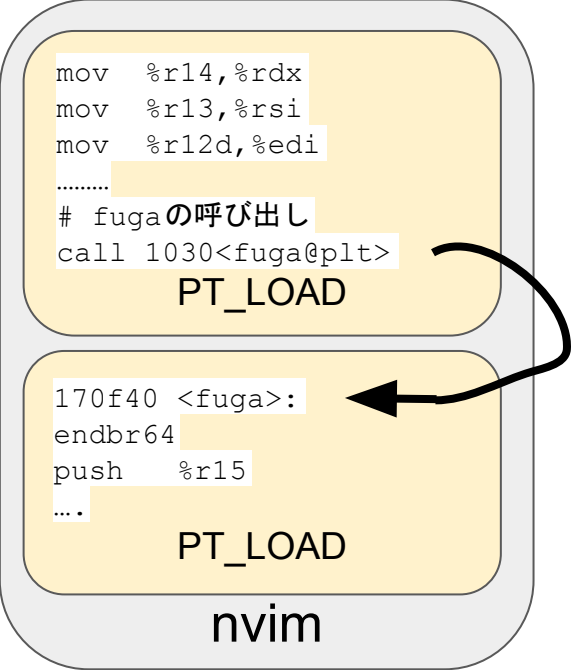 mov  %r14,%rdx
mov  %r13,%rsi
mov  %r12d,%edi
………
# fugaの呼び出し
call 1030<fuga@plt>
PT_LOAD
170f40 <fuga>:
endbr64
push   %r15
….
PT_LOAD
nvim